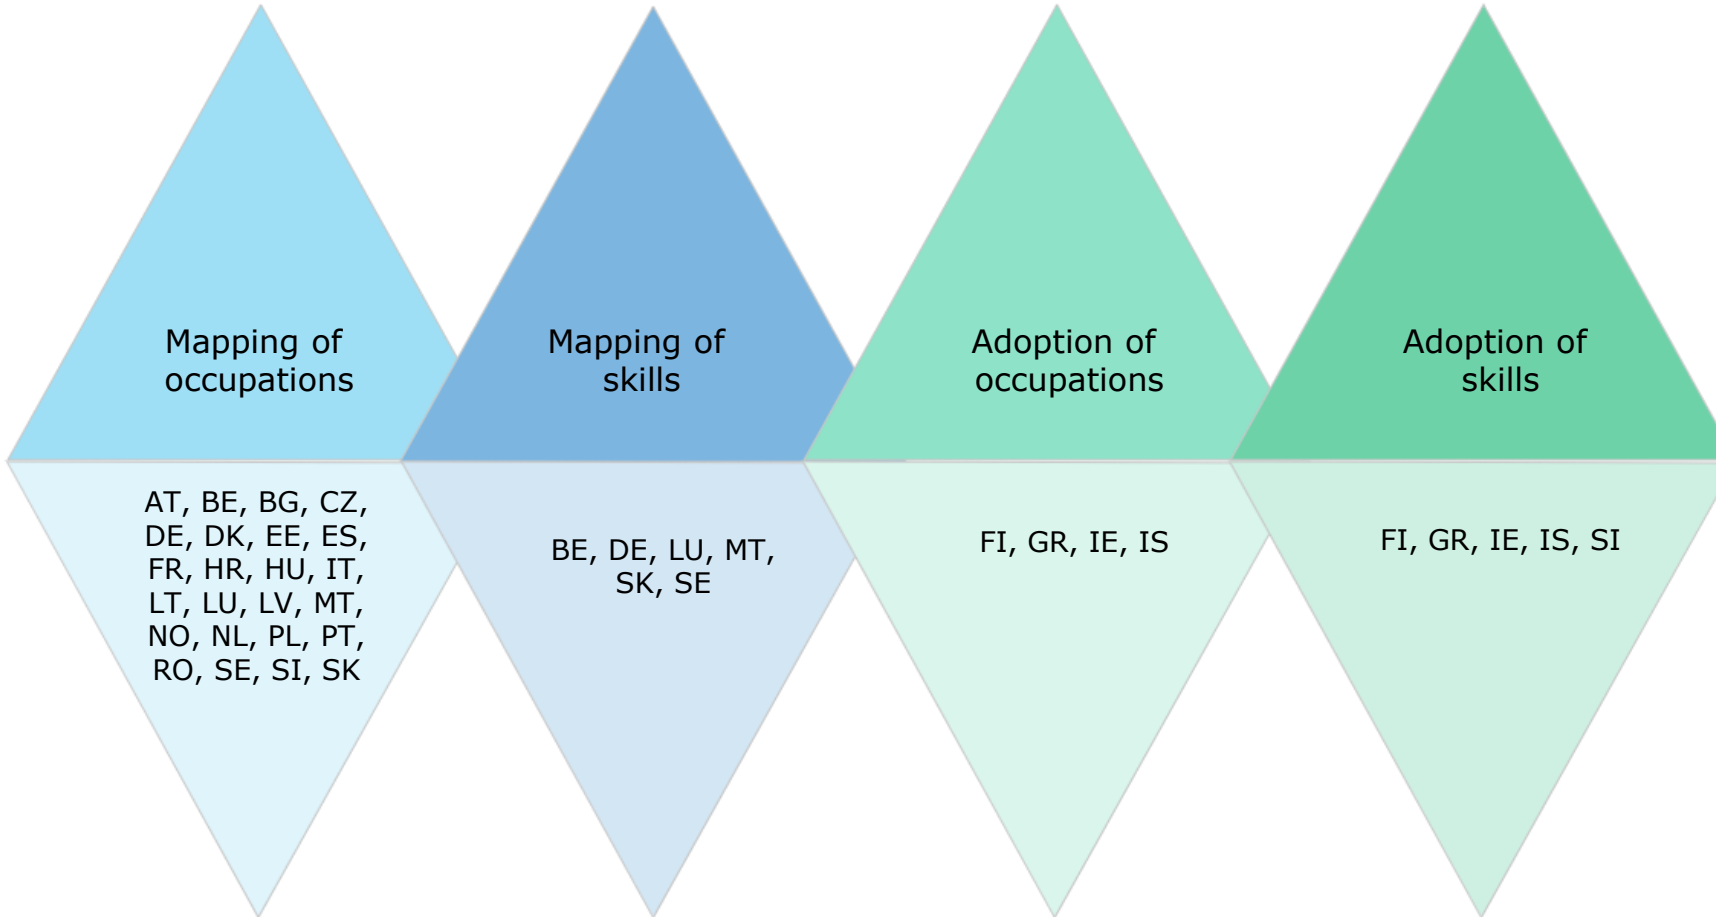 Mapping of
occupations
Mapping of
skills
Adoption of
occupations
Adoption of
skills
AT, BE, BG, CZ,
DE, DK, EE, ES,
FR, HR, HU, IT,
LT, LU, LV, MT,
NO, NL, PL, PT,
RO, SE, SI, SK
BE, DE, LU, MT,
SK, SE
FI, GR, IE, IS
FI, GR, IE, IS, SI